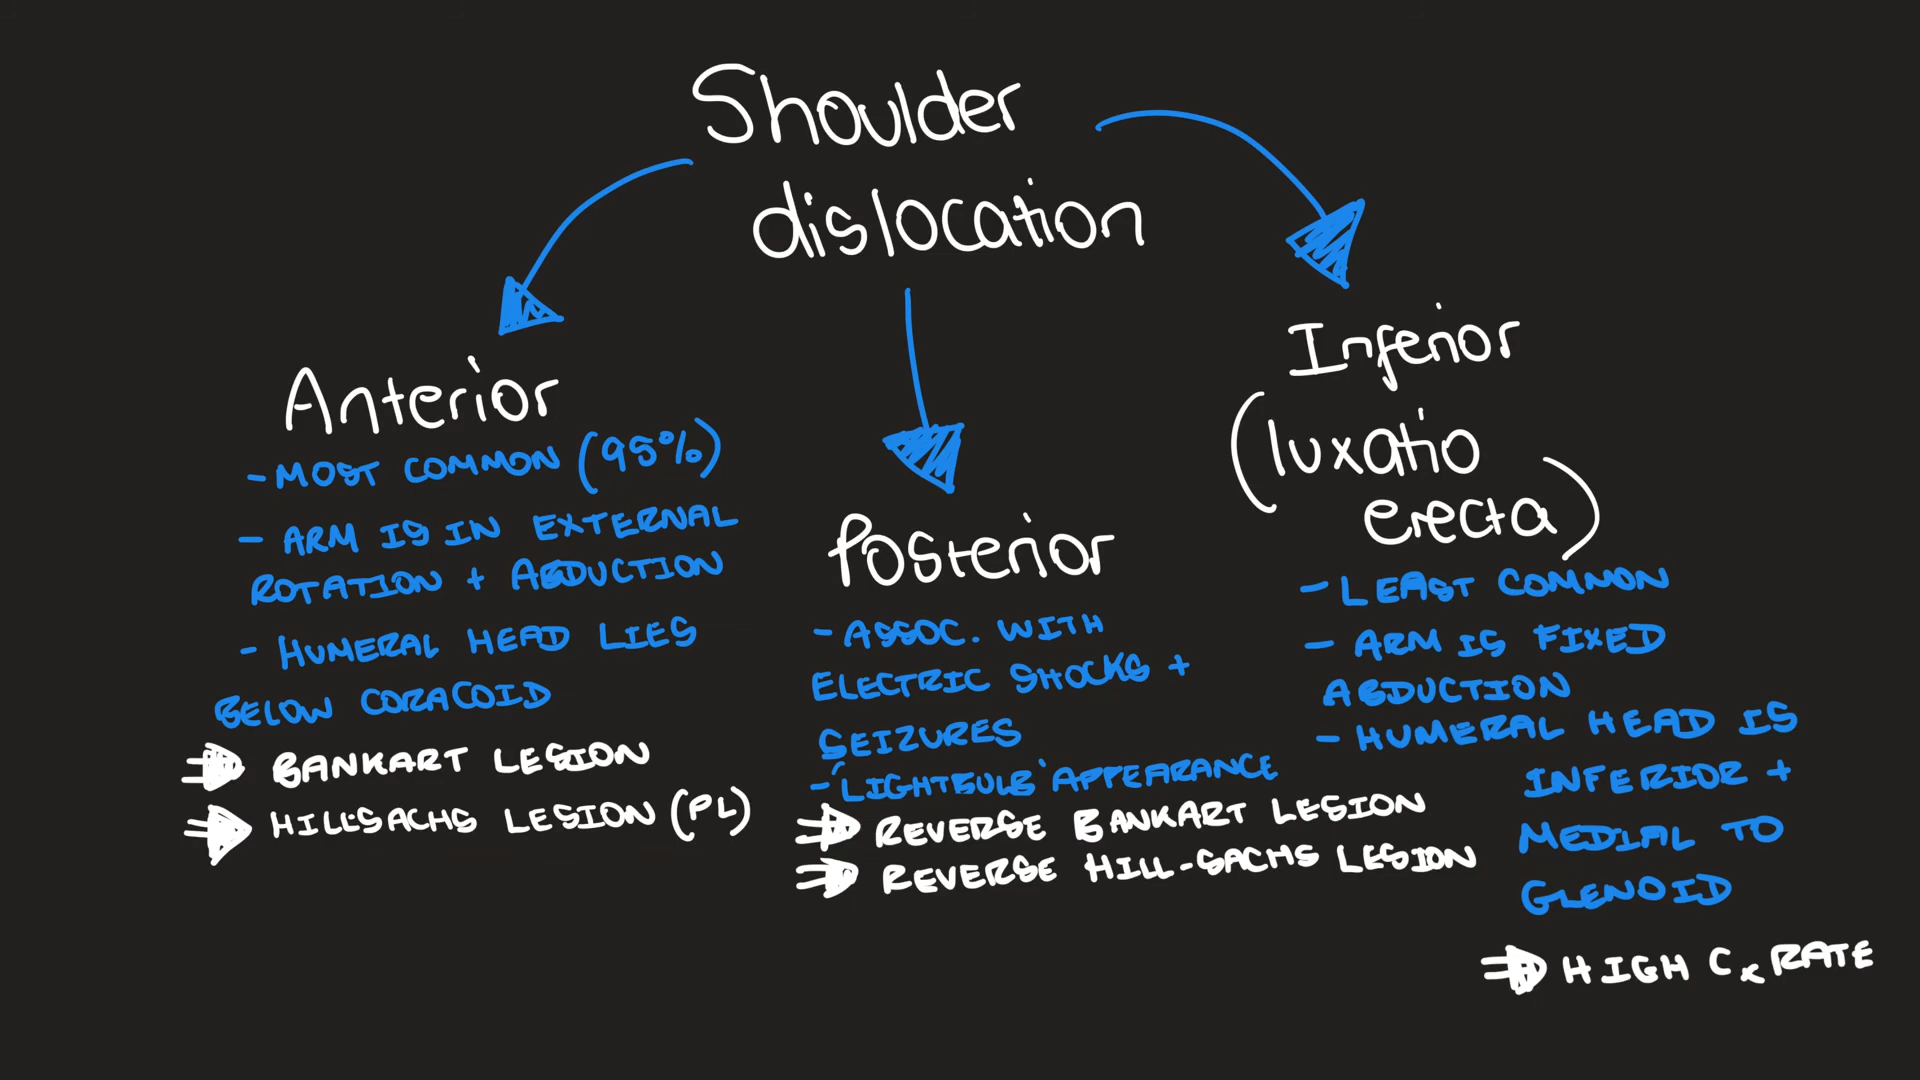 Shoulder
dislocation
Anterior
- MOST COMMON (95%)
- ARM IS IN EXTERNAL
ROTATION + ABDUCTION
- HUMERAL HEAD LIES
BELOW CORACOID
⇒ BANKART LESION
⇒ HILL-SACHS LESION (PL)
Posterior
- ASSOC. WITH
ELECTRIC SHOCKS +
SEIZURES
- 'LIGHTBULB' APPEARANCE
⇒ REVERSE BANKART LESION
⇒ REVERSE HILL-SACHS LESION
Inferior
(luxatio
erecta)
- LEAST COMMON
- ARM IS FIXED
ABDUCTION
- HUMERAL HEAD IS
INFERIOR +
MEDIAL TO
GLENOID
⇒ HIGH Cx RATE